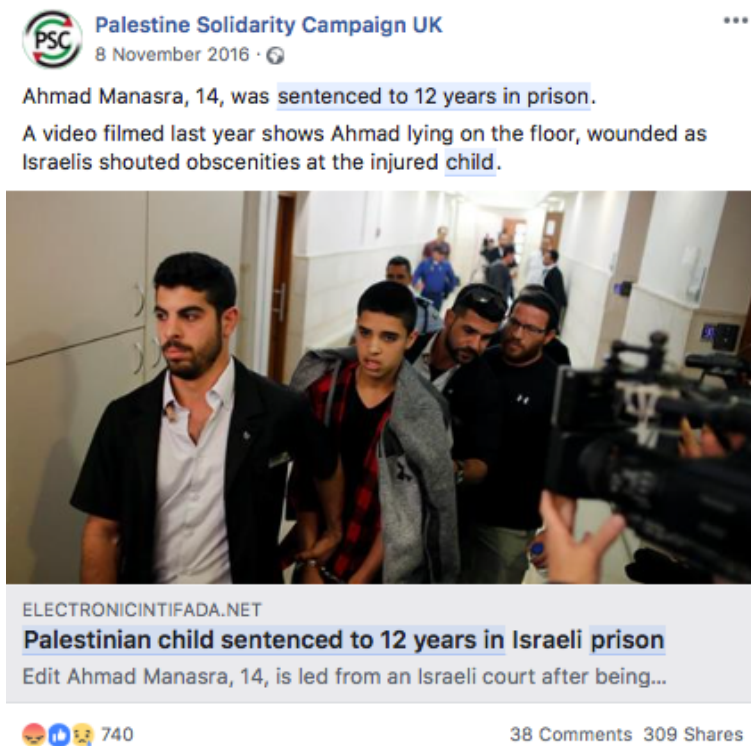 PSC
Palestine Solidarity Campaign UK
8 November 2016 ·
Ahmad Manasra, 14, was sentenced to 12 years in prison.
A video filmed last year shows Ahmad lying on the floor, wounded as
Israelis shouted obscenities at the injured child.
ELECTRONICINTIFADA.NET
Palestinian child sentenced to 12 years in Israeli prison
Edit Ahmad Manasra, 14, is led from an Israeli court after being...
740
38 Comments 309 Shares